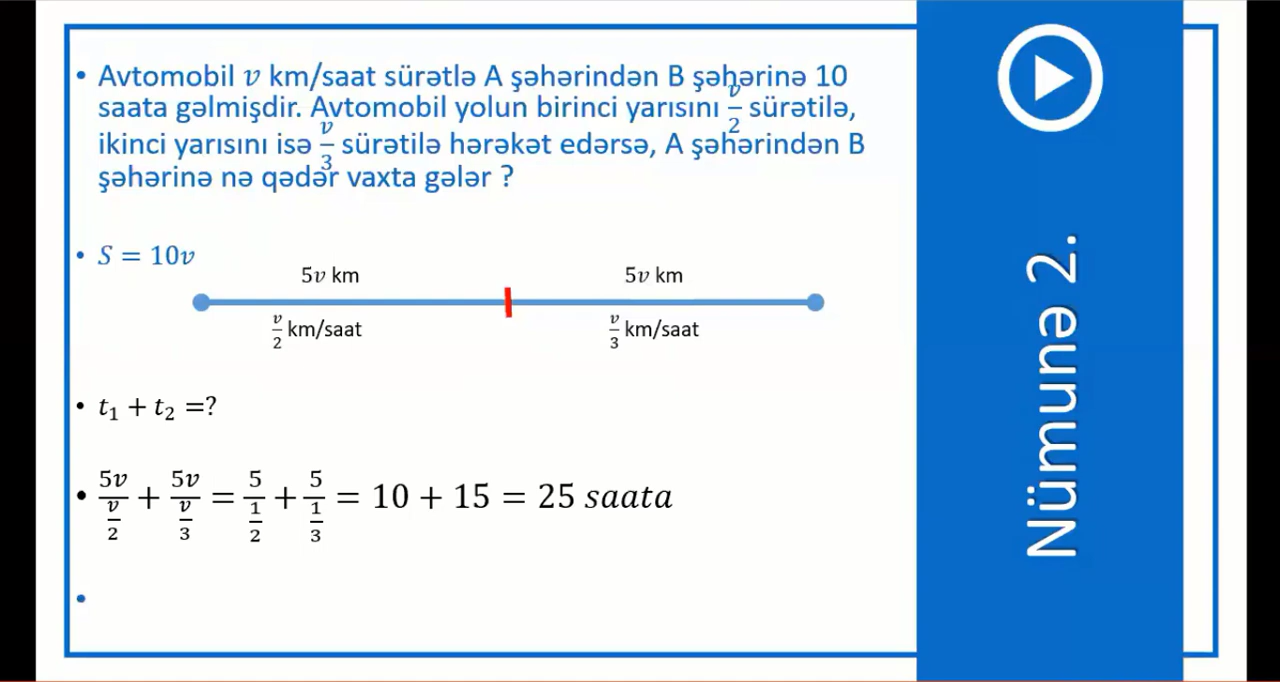 • Avtomobil 𝑣 km/saat sürətlə A şəhərindən B şəhərinə 10
saata gəlmişdir. Avtomobil yolun birinci yarısını 𝑣/2 sürətilə,
ikinci yarısını isə 𝑣/3 sürətilə hərəkət edərsə, A şəhərindən B
şəhərinə nə qədər vaxta gələr ?
• 𝑆 = 10𝑣
5𝑣 km 5𝑣 km
𝑣/2 km/saat 𝑣/3 km/saat
• 𝑡₁ + 𝑡₂ =?
• 5𝑣/(𝑣/2) + 5𝑣/(𝑣/3) = 5/(1/2) + 5/(1/3) = 10 + 15 = 25 𝑠𝑎𝑎𝑡𝑎
•
Nümunə 2.